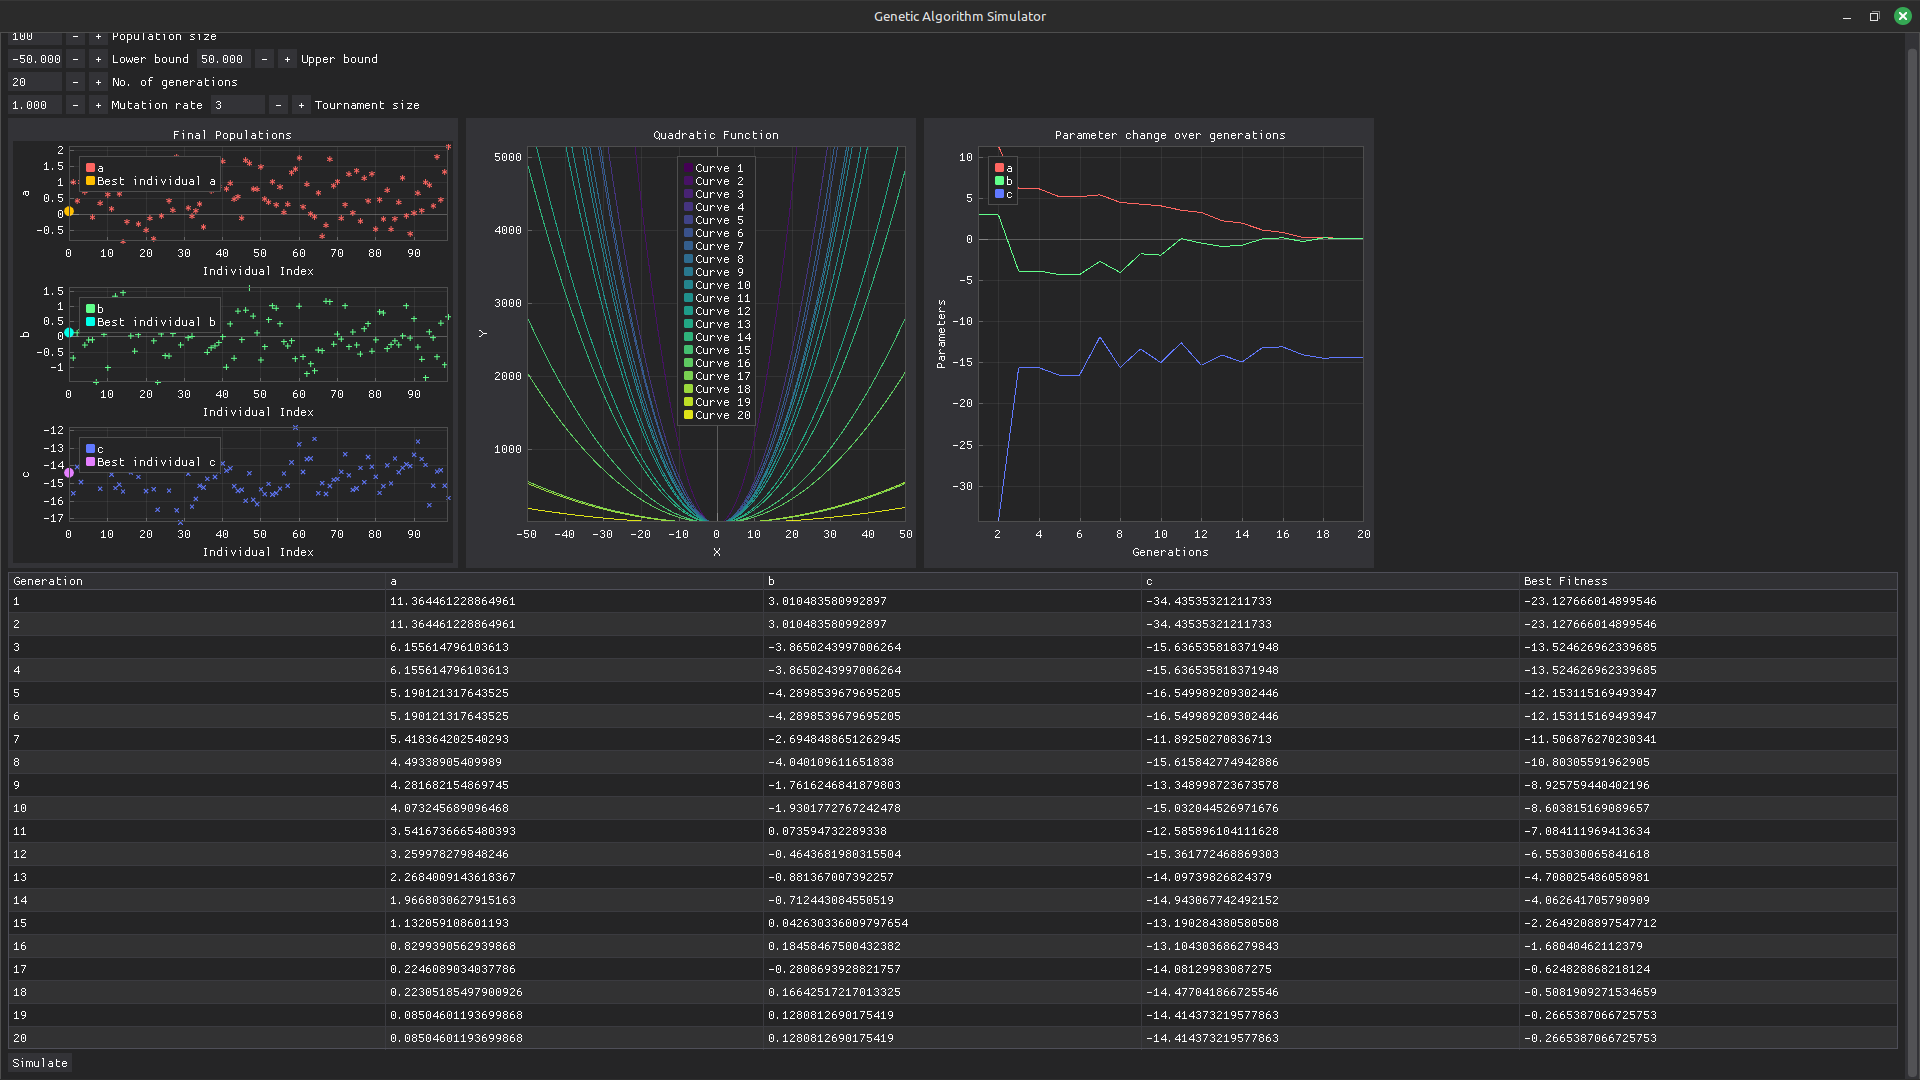 Genetic Algorithm Simulator
100 - + Population size
-50.000 - + Lower bound 50.000 - + Upper bound
20 - + No. of generations
1.000 - + Mutation rate 3 - + Tournament size
Final Populations
a
Best individual a
2
1.5
1
0.5
0
-0.5
a
0 10 20 30 40 50 60 70 80 90
Individual Index
b
Best individual b
1.5
1
0.5
0
-0.5
-1
b
0 10 20 30 40 50 60 70 80 90
Individual Index
c
Best individual c
-12
-13
-14
-15
-16
-17
c
0 10 20 30 40 50 60 70 80 90
Individual Index
Quadratic Function
Curve 1
Curve 2
Curve 3
Curve 4
Curve 5
Curve 6
Curve 7
Curve 8
Curve 9
Curve 10
Curve 11
Curve 12
Curve 13
Curve 14
Curve 15
Curve 16
Curve 17
Curve 18
Curve 19
Curve 20
5000
4000
3000
2000
1000
Y
-50 -40 -30 -20 -10 0 10 20 30 40 50
X
Parameter change over generations
a
b
c
10
5
0
-5
-10
-15
-20
-25
-30
Parameters
2 4 6 8 10 12 14 16 18 20
Generations
Generation a b c Best Fitness
1 11.364461228864961 3.010483580992897 -34.43535321211733 -23.127666014899546
2 11.364461228864961 3.010483580992897 -34.43535321211733 -23.127666014899546
3 6.155614796103613 -3.8650243997006264 -15.636535818371948 -13.524626962339685
4 6.155614796103613 -3.8650243997006264 -15.636535818371948 -13.524626962339685
5 5.190121317643525 -4.2898539679695205 -16.549989209302446 -12.153115169493947
6 5.190121317643525 -4.2898539679695205 -16.549989209302446 -12.153115169493947
7 5.418364202540293 -2.6948488651262945 -11.89250270836713 -11.506876270230341
8 4.49338905409989 -4.040109611651838 -15.615842774942886 -10.80305591962905
9 4.281682154869745 -1.7616246841879803 -13.348998723673578 -8.925759440402196
10 4.073245689096468 -1.9301772767242478 -15.032044526971676 -8.603815169089657
11 3.5416736665480393 0.073594732289338 -12.585896104111628 -7.084111969413634
12 3.259978279848246 -0.4643681980315504 -15.361772468869303 -6.553030065841618
13 2.2684009143618367 -0.881367007392257 -14.09739826824379 -4.708025486058981
14 1.9668030627915163 -0.712443084550519 -14.943067742492152 -4.062641705790909
15 1.132059108601193 0.042630336009797654 -13.190284380580508 -2.2649208897547712
16 0.8299390562939868 0.18458467500432382 -13.104303686279843 -1.68040462112379
17 0.2246089034037786 -0.2808693928821757 -14.08129983087275 -0.624828868218124
18 0.22305185497900926 0.16642517217013325 -14.477041866725546 -0.5081909271534659
19 0.08504601193699868 0.1280812690175419 -14.414373219577863 -0.2665387066725753
20 0.08504601193699868 0.1280812690175419 -14.414373219577863 -0.2665387066725753
Simulate